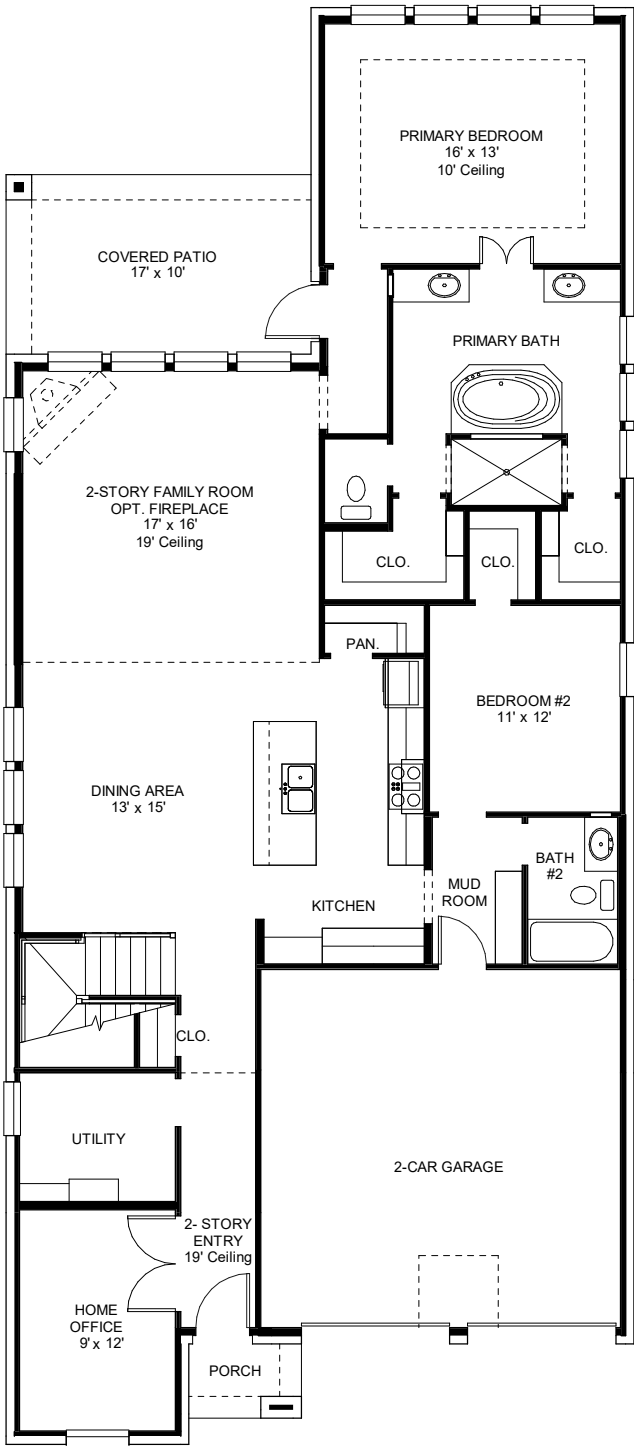 PRIMARY BEDROOM
16' x 13'
10' Ceiling
COVERED PATIO
17' x 10'
PRIMARY BATH
2-STORY FAMILY ROOM
OPT. FIREPLACE
17' x 16'
19' Ceiling
CLO.
CLO.
CLO.
PAN.
BEDROOM #2
11' x 12'
DINING AREA
13' x 15'
KITCHEN
MUD
ROOM
BATH
#2
CLO.
UTILITY
2-CAR GARAGE
2- STORY
ENTRY
19' Ceiling
HOME
OFFICE
9' x 12'
PORCH